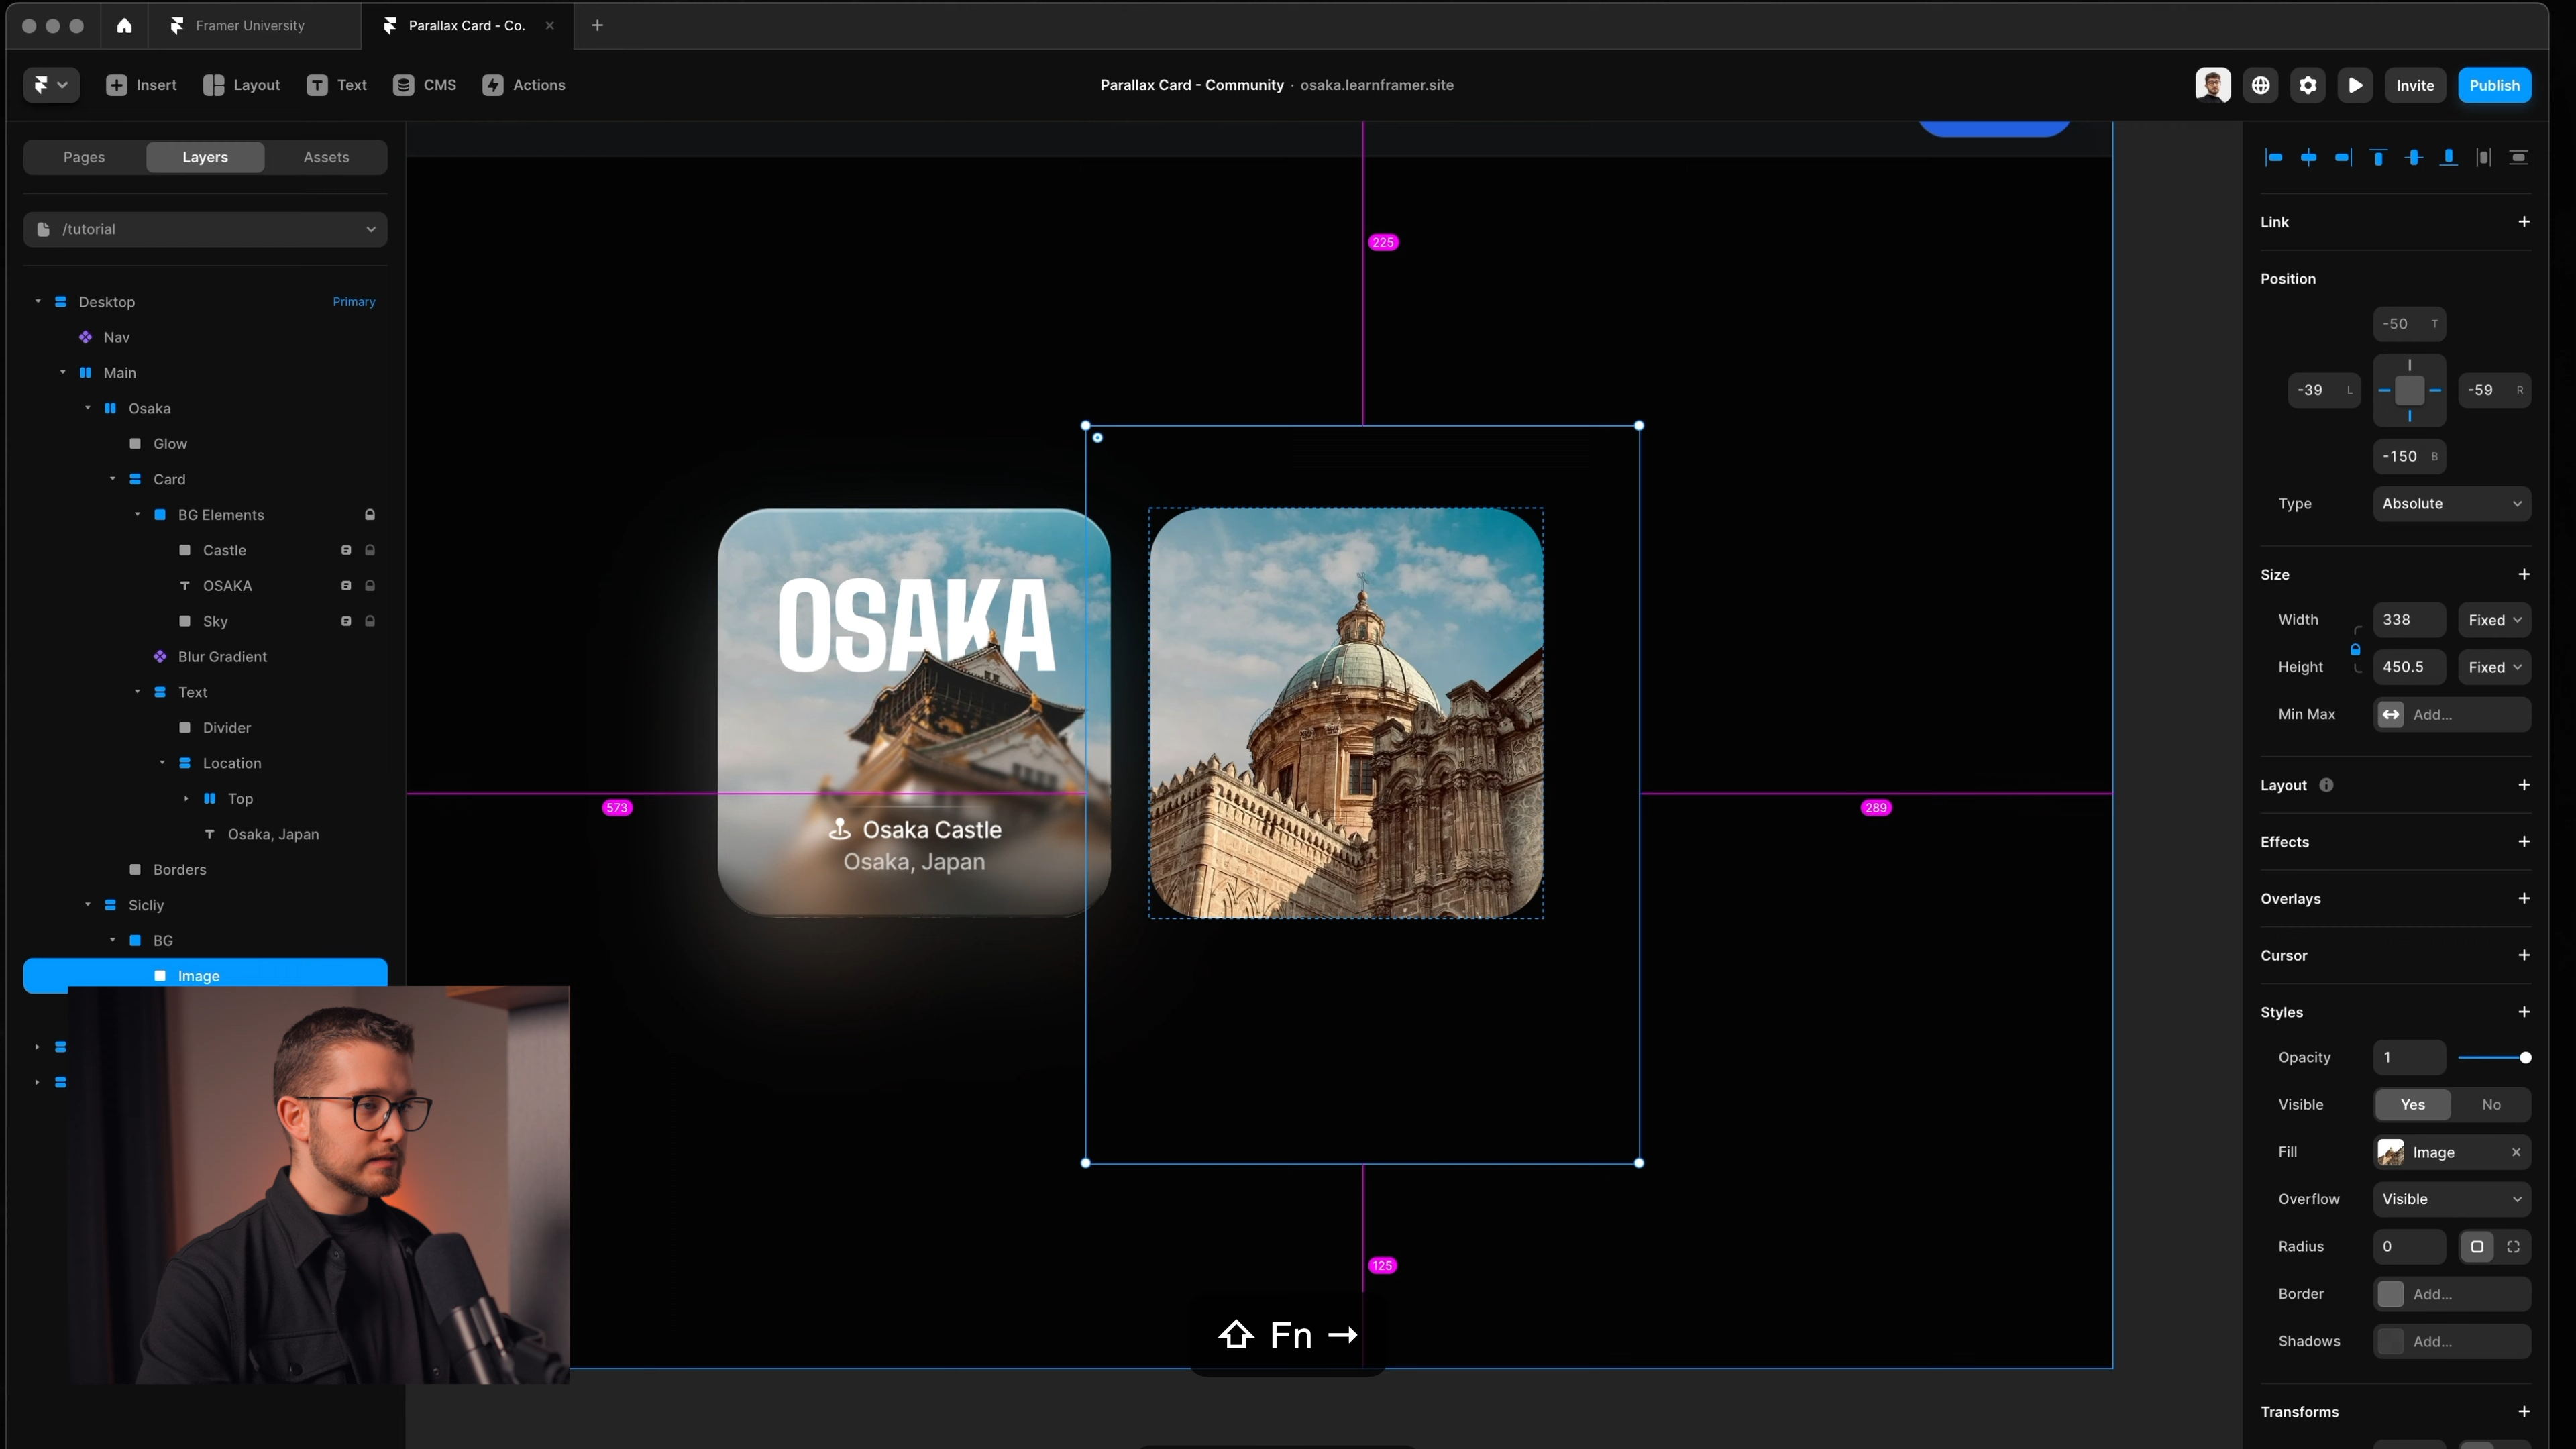 Framer University
Parallax Card - Co.
Insert
Layout
Text
CMS
Actions
Parallax Card - Community · osaka.learnframer.site
Invite
Publish
Pages
Layers
Assets
/tutorial
Desktop
Primary
Nav
Main
Osaka
Glow
Card
BG Elements
Castle
OSAKA
Sky
Blur Gradient
Text
Divider
Location
Top
Osaka, Japan
Borders
Sicliy
BG
Image
225
OSAKA
573
289
Osaka Castle
Osaka, Japan
125
Fn →
Link
Position
-50 T
-39 L
-59 R
-150 B
Type Absolute
Size
Width 338 Fixed
Height 450.5 Fixed
Min Max Add...
Layout
Effects
Overlays
Cursor
Styles
Opacity 1
Visible Yes No
Fill Image
Overflow Visible
Radius 0
Border Add...
Shadows Add...
Transforms